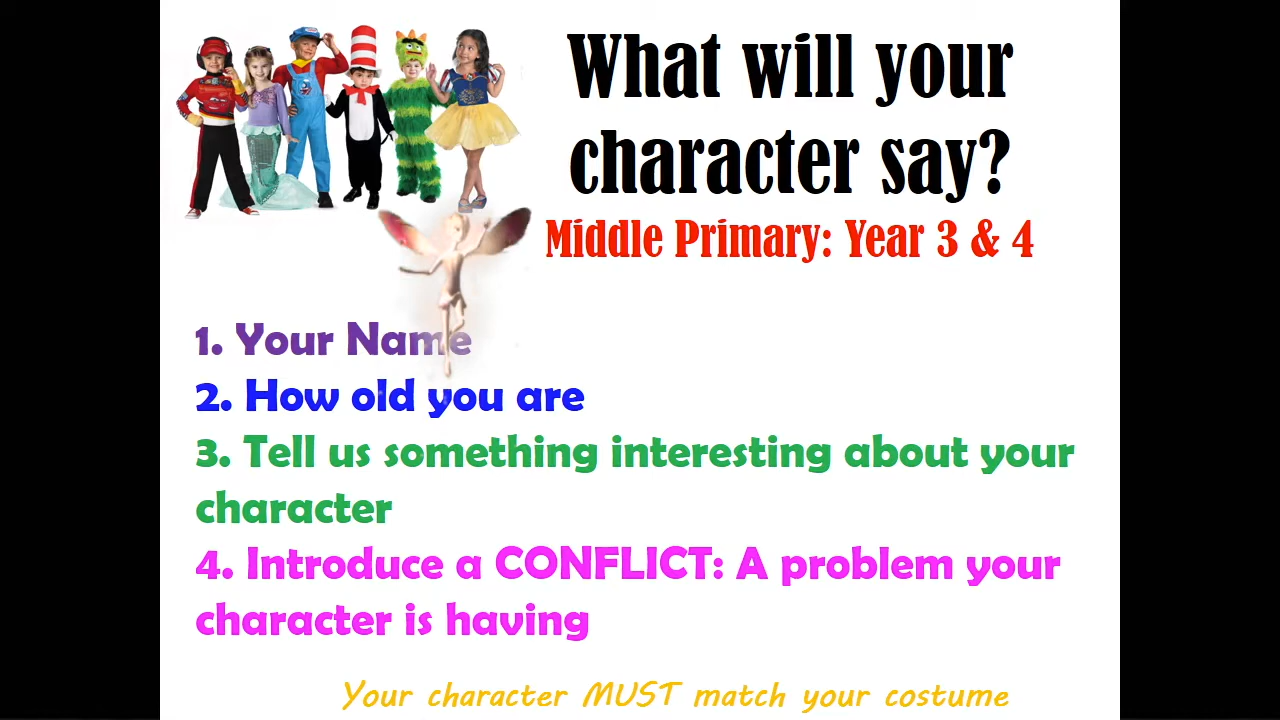 What will your
character say?
Middle Primary: Year 3 & 4
1. Your Name
2. How old you are
3. Tell us something interesting about your
character
4. Introduce a CONFLICT: A problem your
character is having
Your character MUST match your costume